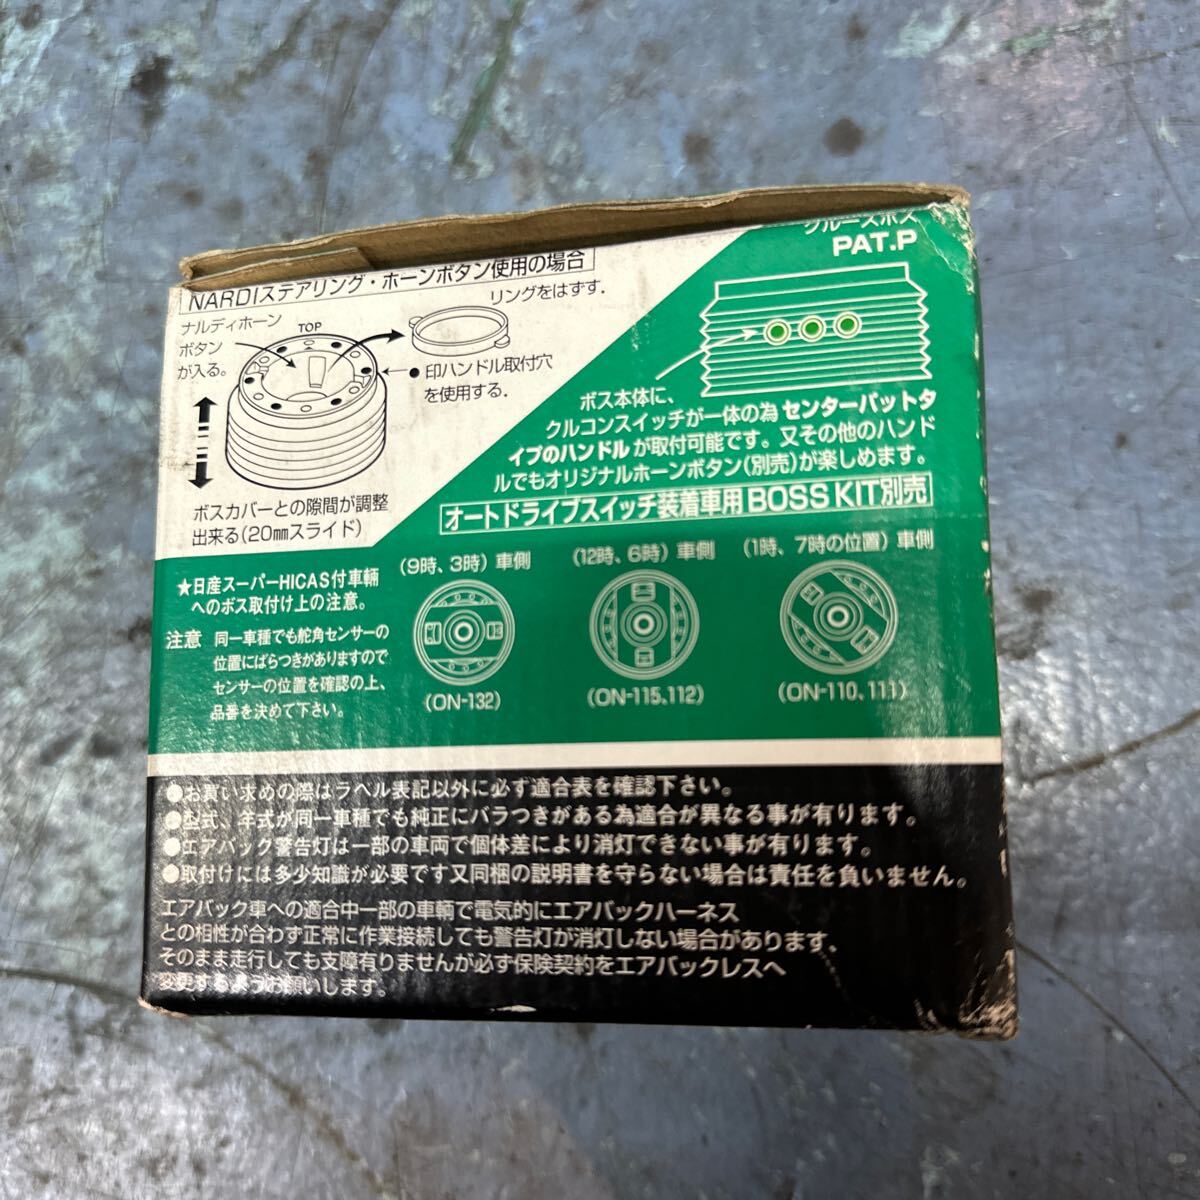 NARDIステアリング・ホーンボタン使用の場合
ナルディホーン
ボタン
が入る。
TOP
リングをはずす.
●印ハンドル取付穴
を使用する.
ボスカバーとの隙間が調整
出来る(20㎜スライド)
クルーズボス
PAT.P
ボス本体に、
クルコンスイッチが一体の為センターパットタ
イプのハンドルが取付可能です。又その他のハンド
ルでもオリジナルホーンボタン(別売)が楽しめます。
オートドライブスイッチ装着車用BOSS KIT別売
★日産スーパーHICAS付車輌
へのボス取付け上の注意。
注意 同一車種でも舵角センサーの
位置にばらつきがありますので
センサーの位置を確認の上、
品番を決めて下さい。
(9時、3時)車側
(ON-132)
(12時、6時)車側
(ON-115、112)
(1時、7時の位置)車側
(ON-110、111)
●お買い求めの際はラベル表記以外に必ず適合表を確認下さい。
●型式、年式が同一車種でも純正にバラつきがある為適合が異なる事が有ります。
●エアバック警告灯は一部の車両で個体差により消灯できない事が有ります。
●取付けには多少知識が必要です又同梱の説明書を守らない場合は責任を負いません。
エアバック車への適合中一部の車輌で電気的にエアバックハーネス
との相性が合わず正常に作業接続しても警告灯が消灯しない場合があります、
そのまま走行しても支障有りませんが必ず保険契約をエアバックレスへ
変更するようお願いします。